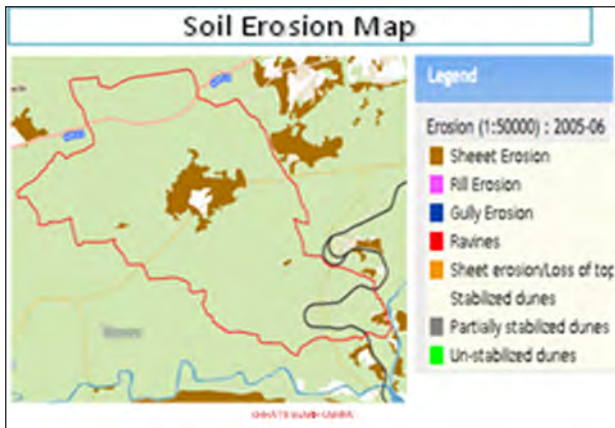 Soil Erosion Map
Legend
Erosion (1:50000) : 2005-06
Sheeet Erosion
Rill Erosion
Gully Erosion
Ravines
Sheet erosion/Loss of top
Stabilized dunes
Partially stabilized dunes
Un-stabilized dunes